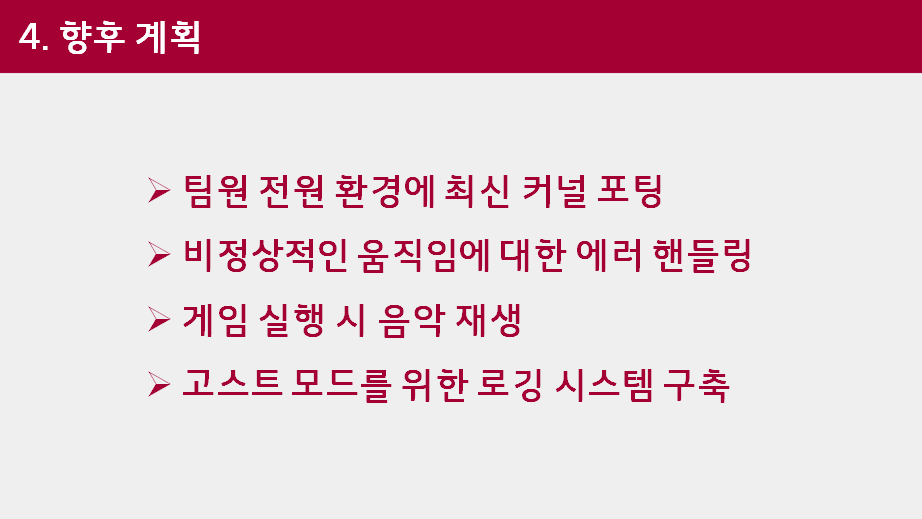 4. 향후 계획
➢ 팀원 전원 환경에 최신 커널 포팅
➢ 비정상적인 움직임에 대한 에러 핸들링
➢ 게임 실행 시 음악 재생
➢ 고스트 모드를 위한 로깅 시스템 구축